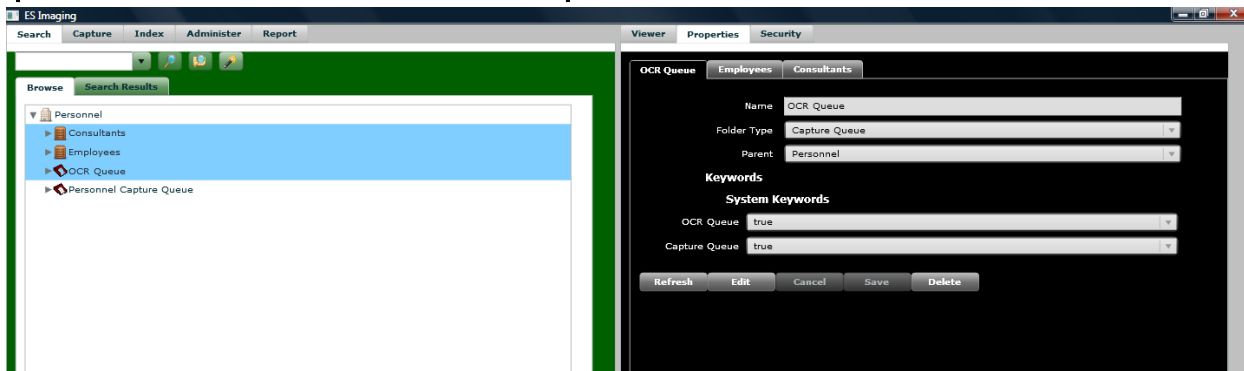 ES Imaging
Search Capture Index Administer Report
Viewer Properties Security
Browse Search Results
Personnel
Consultants
Employees
OCR Queue
Personnel Capture Queue
OCR Queue Employees Consultants
Name OCR Queue
Folder Type Capture Queue
Parent Personnel
Keywords
System Keywords
OCR Queue true
Capture Queue true
Refresh Edit Cancel Save Delete